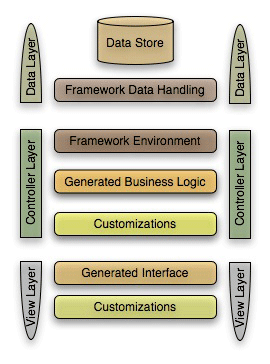 Data Store
Data Layer
Framework Data Handling
Data Layer
Controller Layer
Framework Environment
Generated Business Logic
Customizations
Controller Layer
View Layer
Generated Interface
Customizations
View Layer